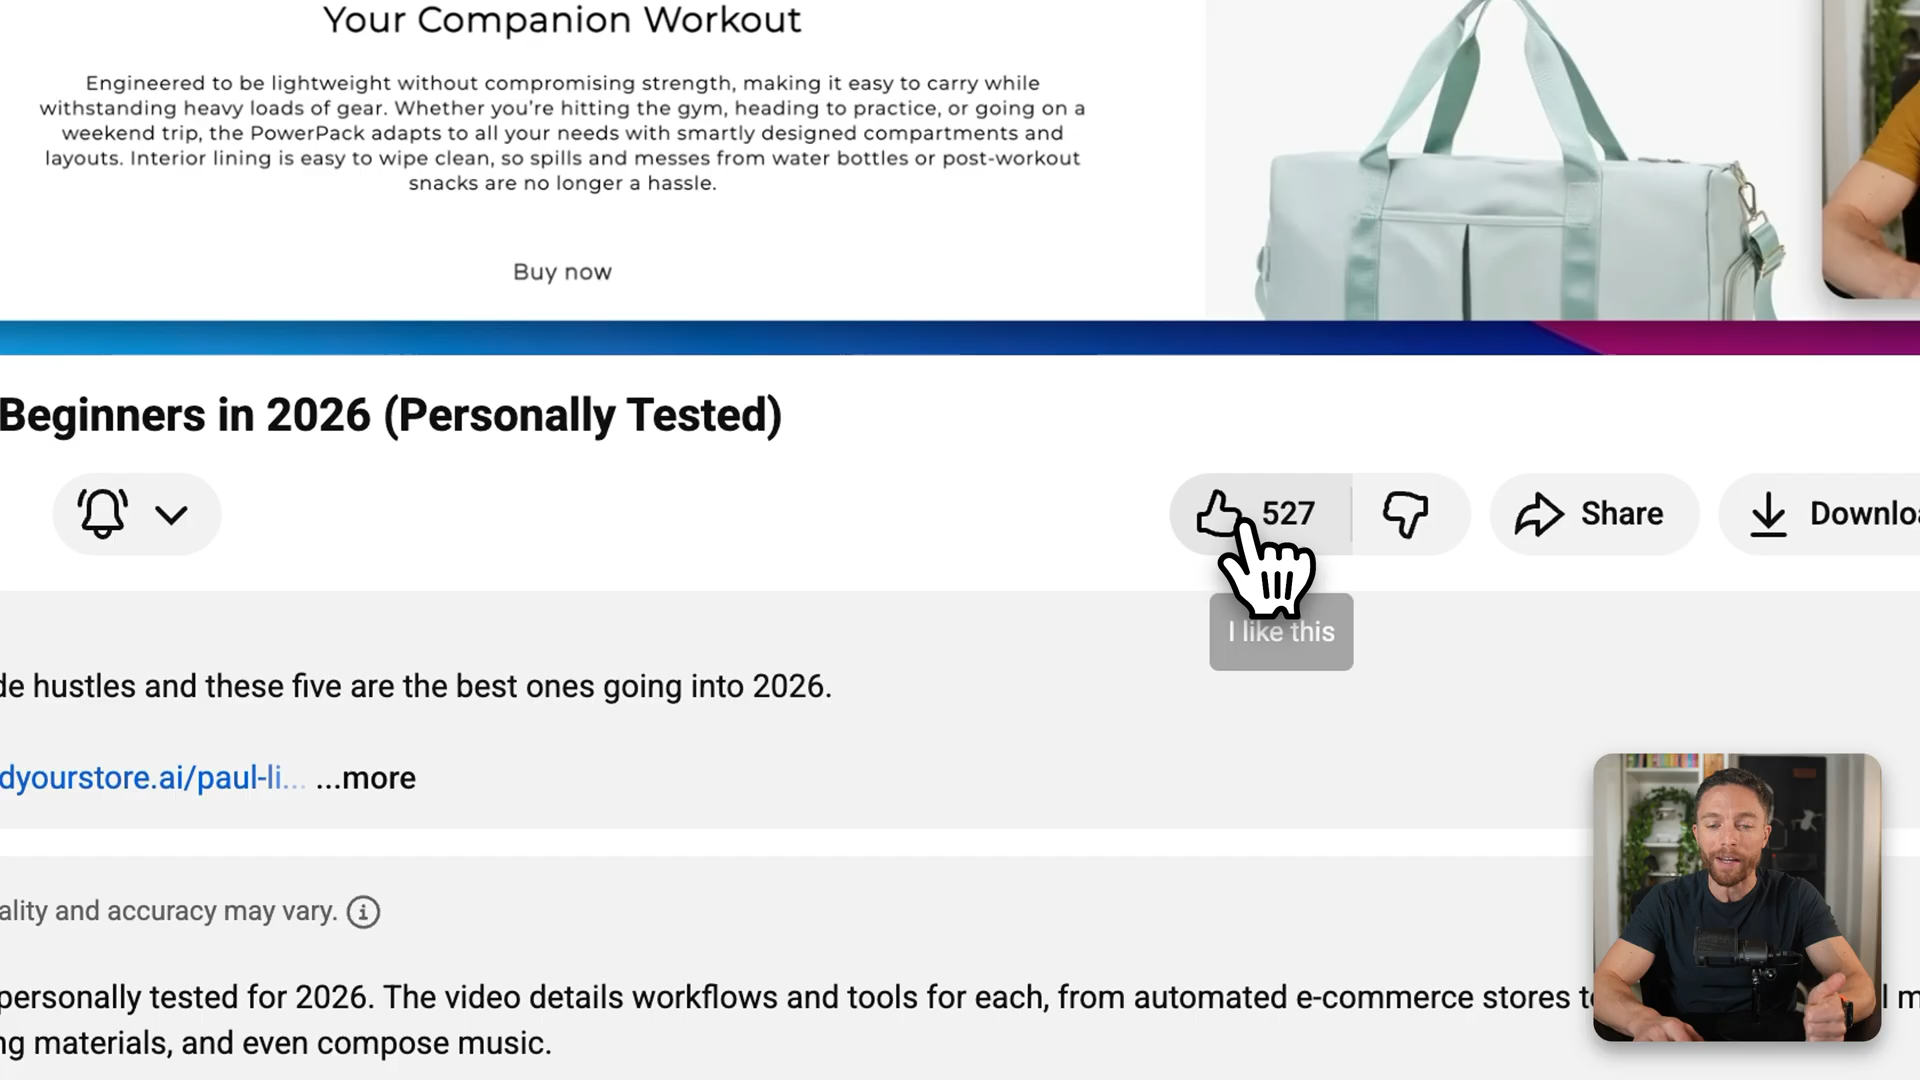 Your Companion Workout
Engineered to be lightweight without compromising strength, making it easy to carry while
withstanding heavy loads of gear. Whether you're hitting the gym, heading to practice, or going on a
weekend trip, the PowerPack adapts to all your needs with smartly designed compartments and
layouts. Interior lining is easy to wipe clean, so spills and messes from water bottles or post-workout
snacks are no longer a hassle.
Buy now
Beginners in 2026 (Personally Tested)
527
Share
Downlo
I like this
de hustles and these five are the best ones going into 2026.
dyourstore.ai/paul-li... ...more
ality and accuracy may vary.
personally tested for 2026. The video details workflows and tools for each, from automated e-commerce stores t
ng materials, and even compose music.